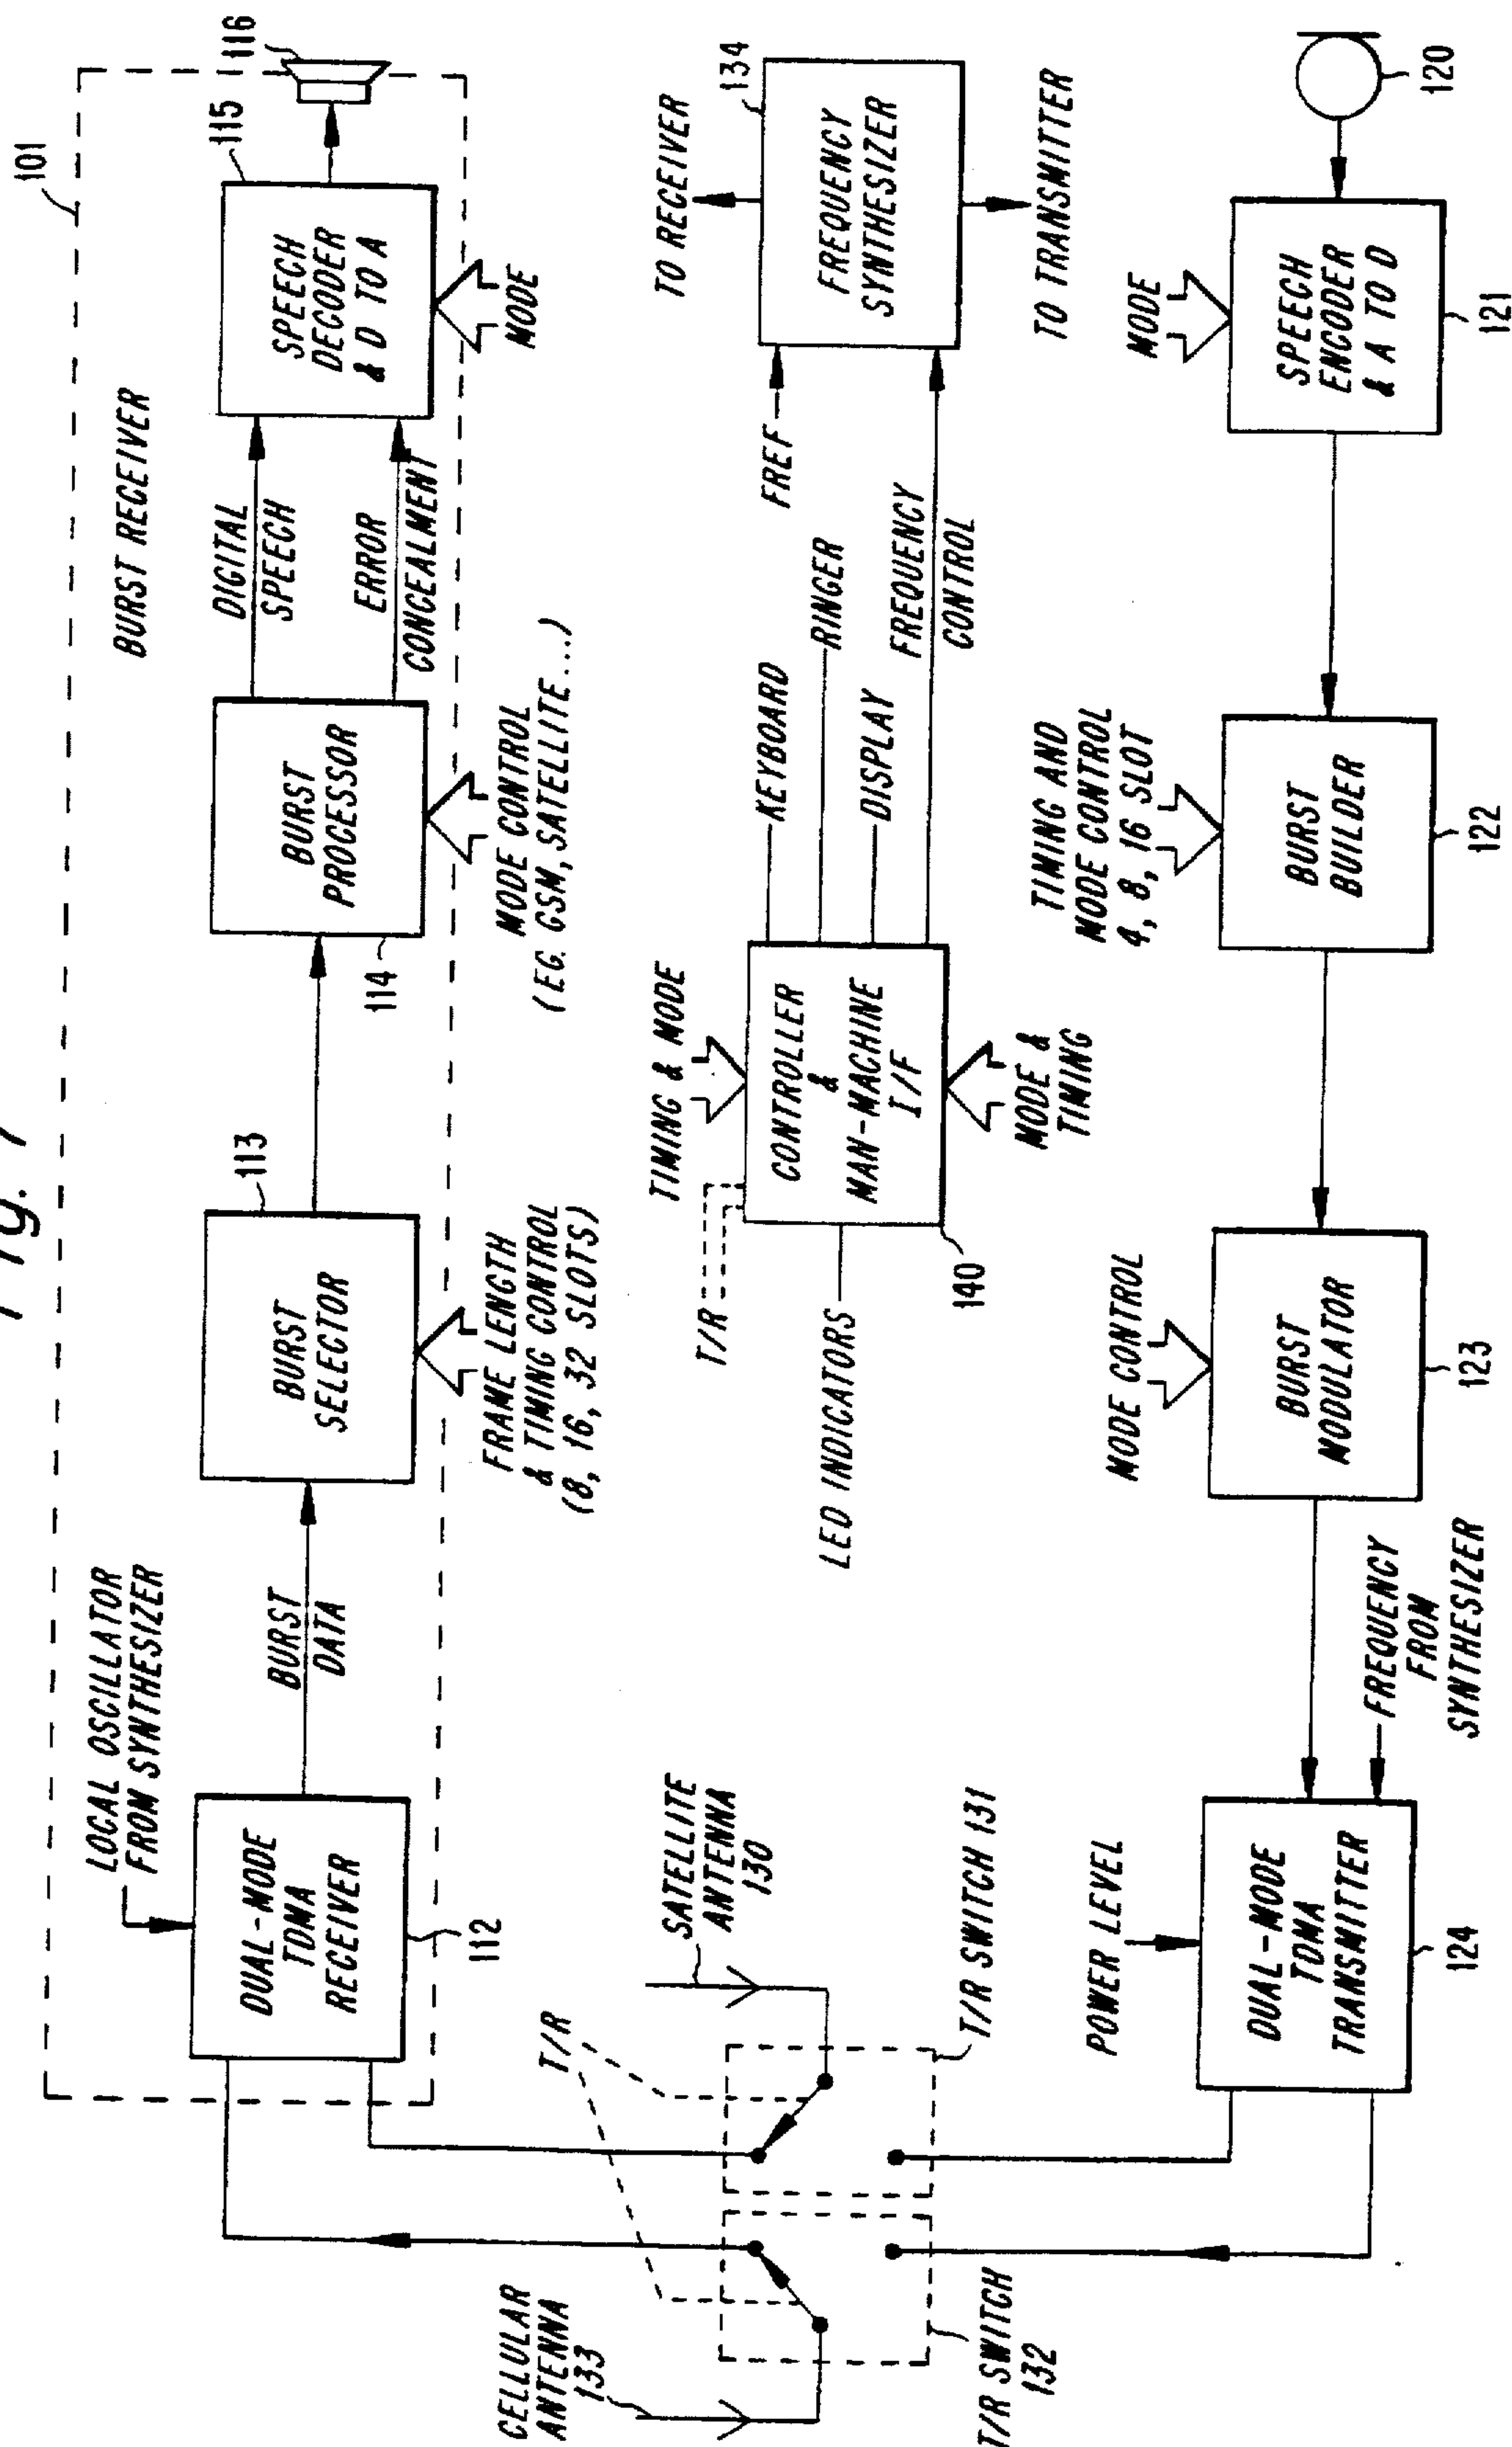 Fig. 7
101
LOCAL OSCILLATOR
FROM SYNTHESIZER
BURST RECEIVER
DUAL-MODE
TDMA
RECEIVER
112
BURST
DATA
BURST
SELECTOR
113
FRAME LENGTH
& TIMING CONTROL
(8, 16, 32 SLOTS)
BURST
PROCESSOR
114
MODE CONTROL
(EG. GSM, SATELLITE...)
DIGITAL
SPEECH
ERROR
CONCEALMENT
SPEECH
DECODER
& D TO A
115
MODE
116
CELLULAR
ANTENNA
133
T/R
SATELLITE
ANTENNA
130
T/R SWITCH 131
T/R SWITCH
132
T/R
LED INDICATORS
TIMING & MODE
CONTROLLER
&
MAN-MACHINE
I/F
140
MODE &
TIMING
KEYBOARD
RINGER
DISPLAY
FREQUENCY
CONTROL
FREF
TO RECEIVER
134
FREQUENCY
SYNTHESIZER
TO TRANSMITTER
POWER LEVEL
DUAL-MODE
TDMA
TRANSMITTER
124
FREQUENCY
FROM
SYNTHESIZER
MODE CONTROL
BURST
MODULATOR
123
TIMING AND
MODE CONTROL
4, 8, 16 SLOT
BURST
BUILDER
122
MODE
SPEECH
ENCODER
& A TO D
121
120